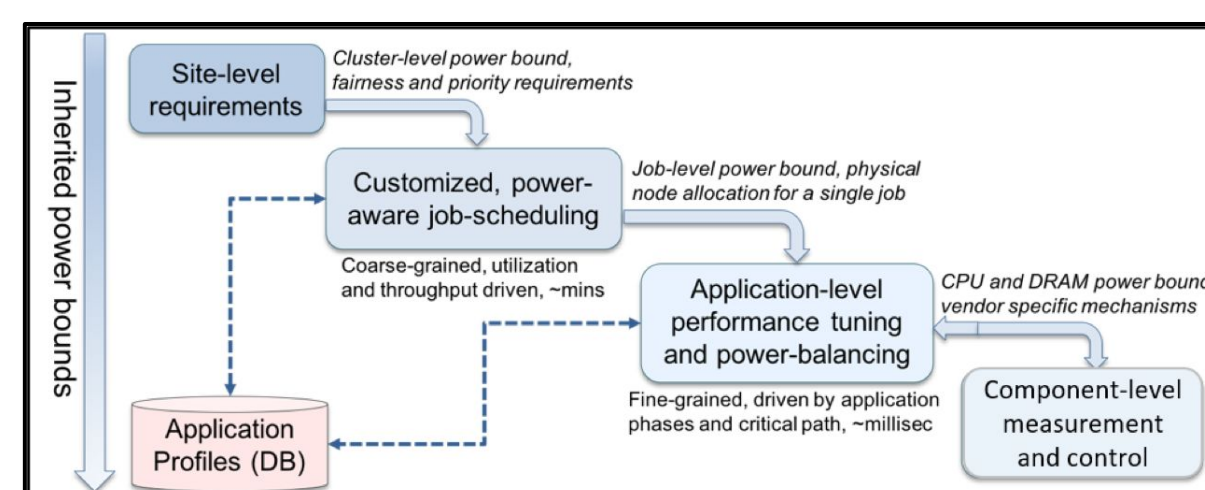 Inherited power bounds
Site-level
requirements
Cluster-level power bound,
fairness and priority requirements
Customized, power-
aware job-scheduling
Job-level power bound, physical
node allocation for a single job
Coarse-grained, utilization
and throughput driven, ~mins
Application-level
performance tuning
and power-balancing
CPU and DRAM power bound
vendor specific mechanisms
Fine-grained, driven by application
phases and critical path, ~millisec
Component-level
measurement
and control
Application
Profiles (DB)